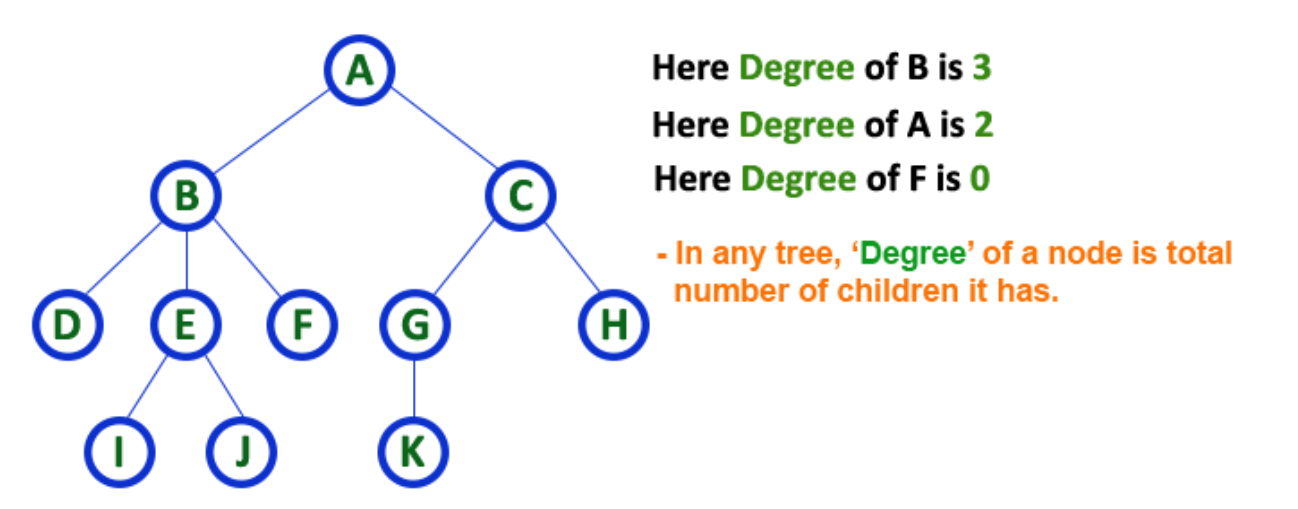 A
Here Degree of B is 3
Here Degree of A is 2
B
C
Here Degree of F is 0
- In any tree, ‘Degree’ of a node is total
number of children it has.
D E F G H
I J K